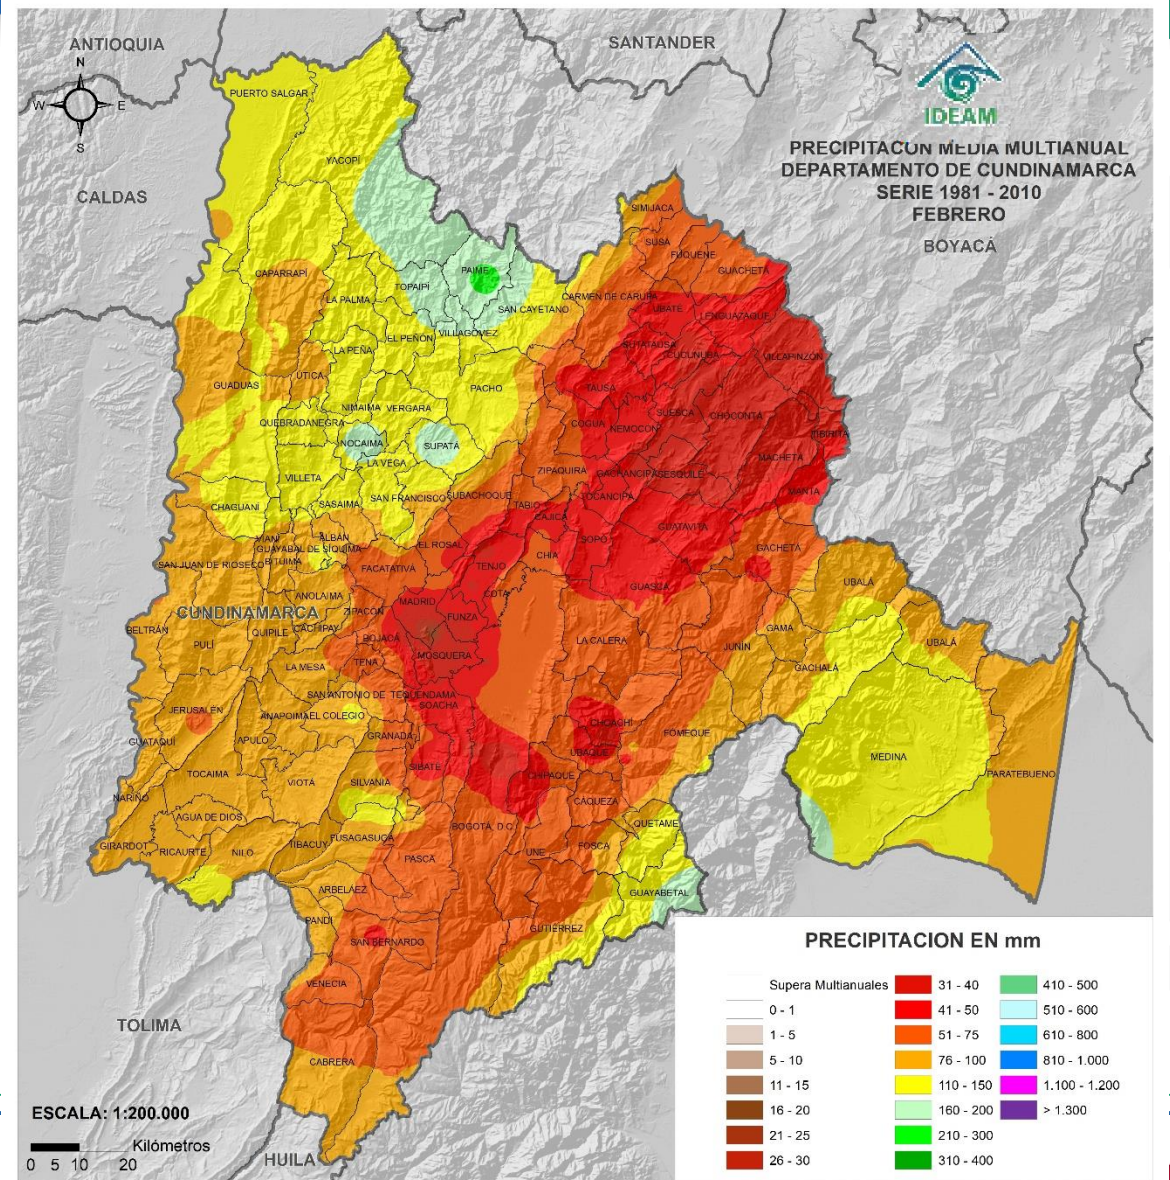 ANTIOQUIA
SANTANDER
N
W E
S
IDEAM
PRECIPITACÓN MEDIA MULTIANUAL
DEPARTAMENTO DE CUNDINAMARCA
SERIE 1981 - 2010
FEBRERO
BOYACÁ
CALDAS
PUERTO SALGAR
YACOPÍ
SIMIJACA
SUSA
FÚQUENE
GUACHETÁ
CAPARRAPÍ
PAIME
TOPAIPÍ
LA PALMA
SAN CAYETANO
CARMEN DE CARUPA
UBATÉ
LENGUAZAQUE
VILLAGÓMEZ
EL PEÑÓN
LA PEÑA
SUTATAUSA
CUCUNUBÁ
VILLAPINZÓN
GUADUAS
ÚTICA
PACHO
TAUSA
NIMAIMA
VERGARA
SUESCA
CHOCONTÁ
QUEBRADANEGRA
COGUA
NEMOCÓN
TIBIRITA
NOCAIMA
SUPATÁ
MACHETÁ
LA VEGA
ZIPAQUIRÁ
GACHANCIPÁ
SESQUILÉ
VILLETA
MANTA
SUBACHOQUE
SAN FRANCISCO
TOCANCIPÁ
CHAGUANÍ
SASAIMA
TABIO
CAJICÁ
GUATAVITA
VIANÍ
ALBÁN
SOPÓ
GUAYABAL DE SÍQUIMA
EL ROSAL
CHÍA
GACHETÁ
BITUIMA
SAN JUAN DE RIOSECO
FACATATIVÁ
TENJO
UBALÁ
GUASCA
ANOLAIMA
COTA
MADRID
CUNDINAMARCA
ZIPACÓN
FUNZA
BELTRÁN
QUIPILE
CACHIPAY
GAMA
PULÍ
BOJACÁ
LA CALERA
UBALÁ
JUNÍN
MOSQUERA
LA MESA
TENA
GACHALÁ
SAN ANTONIO DE TEQUENDAMA
SOACHA
JERUSALÉN
ANAPOIMA
EL COLEGIO
CHOACHÍ
GUATAQUÍ
APULO
GRANADA
FÓMEQUE
UBAQUE
MEDINA
SIBATÉ
TOCAIMA
CHIPAQUE
PARATEBUENO
VIOTÁ
SILVANIA
NARIÑO
CÁQUEZA
AGUA DE DIOS
BOGOTÁ, D.C.
QUETAME
FUSAGASUGÁ
GIRARDOT
RICAURTE
NILO
TIBACUY
FOSCA
UNE
PASCA
ARBELÁEZ
GUAYABETAL
PANDI
GUTIÉRREZ
SAN BERNARDO
VENECIA
TOLIMA
CABRERA
HUILA
ESCALA: 1:200.000
Kilómetros
0 5 10 20
PRECIPITACION EN mm
Supera Multianuales
0 - 1
1 - 5
5 - 10
11 - 15
16 - 20
21 - 25
26 - 30
31 - 40
41 - 50
51 - 75
76 - 100
110 - 150
160 - 200
210 - 300
310 - 400
410 - 500
510 - 600
610 - 800
810 - 1.000
1.100 - 1.200
> 1.300